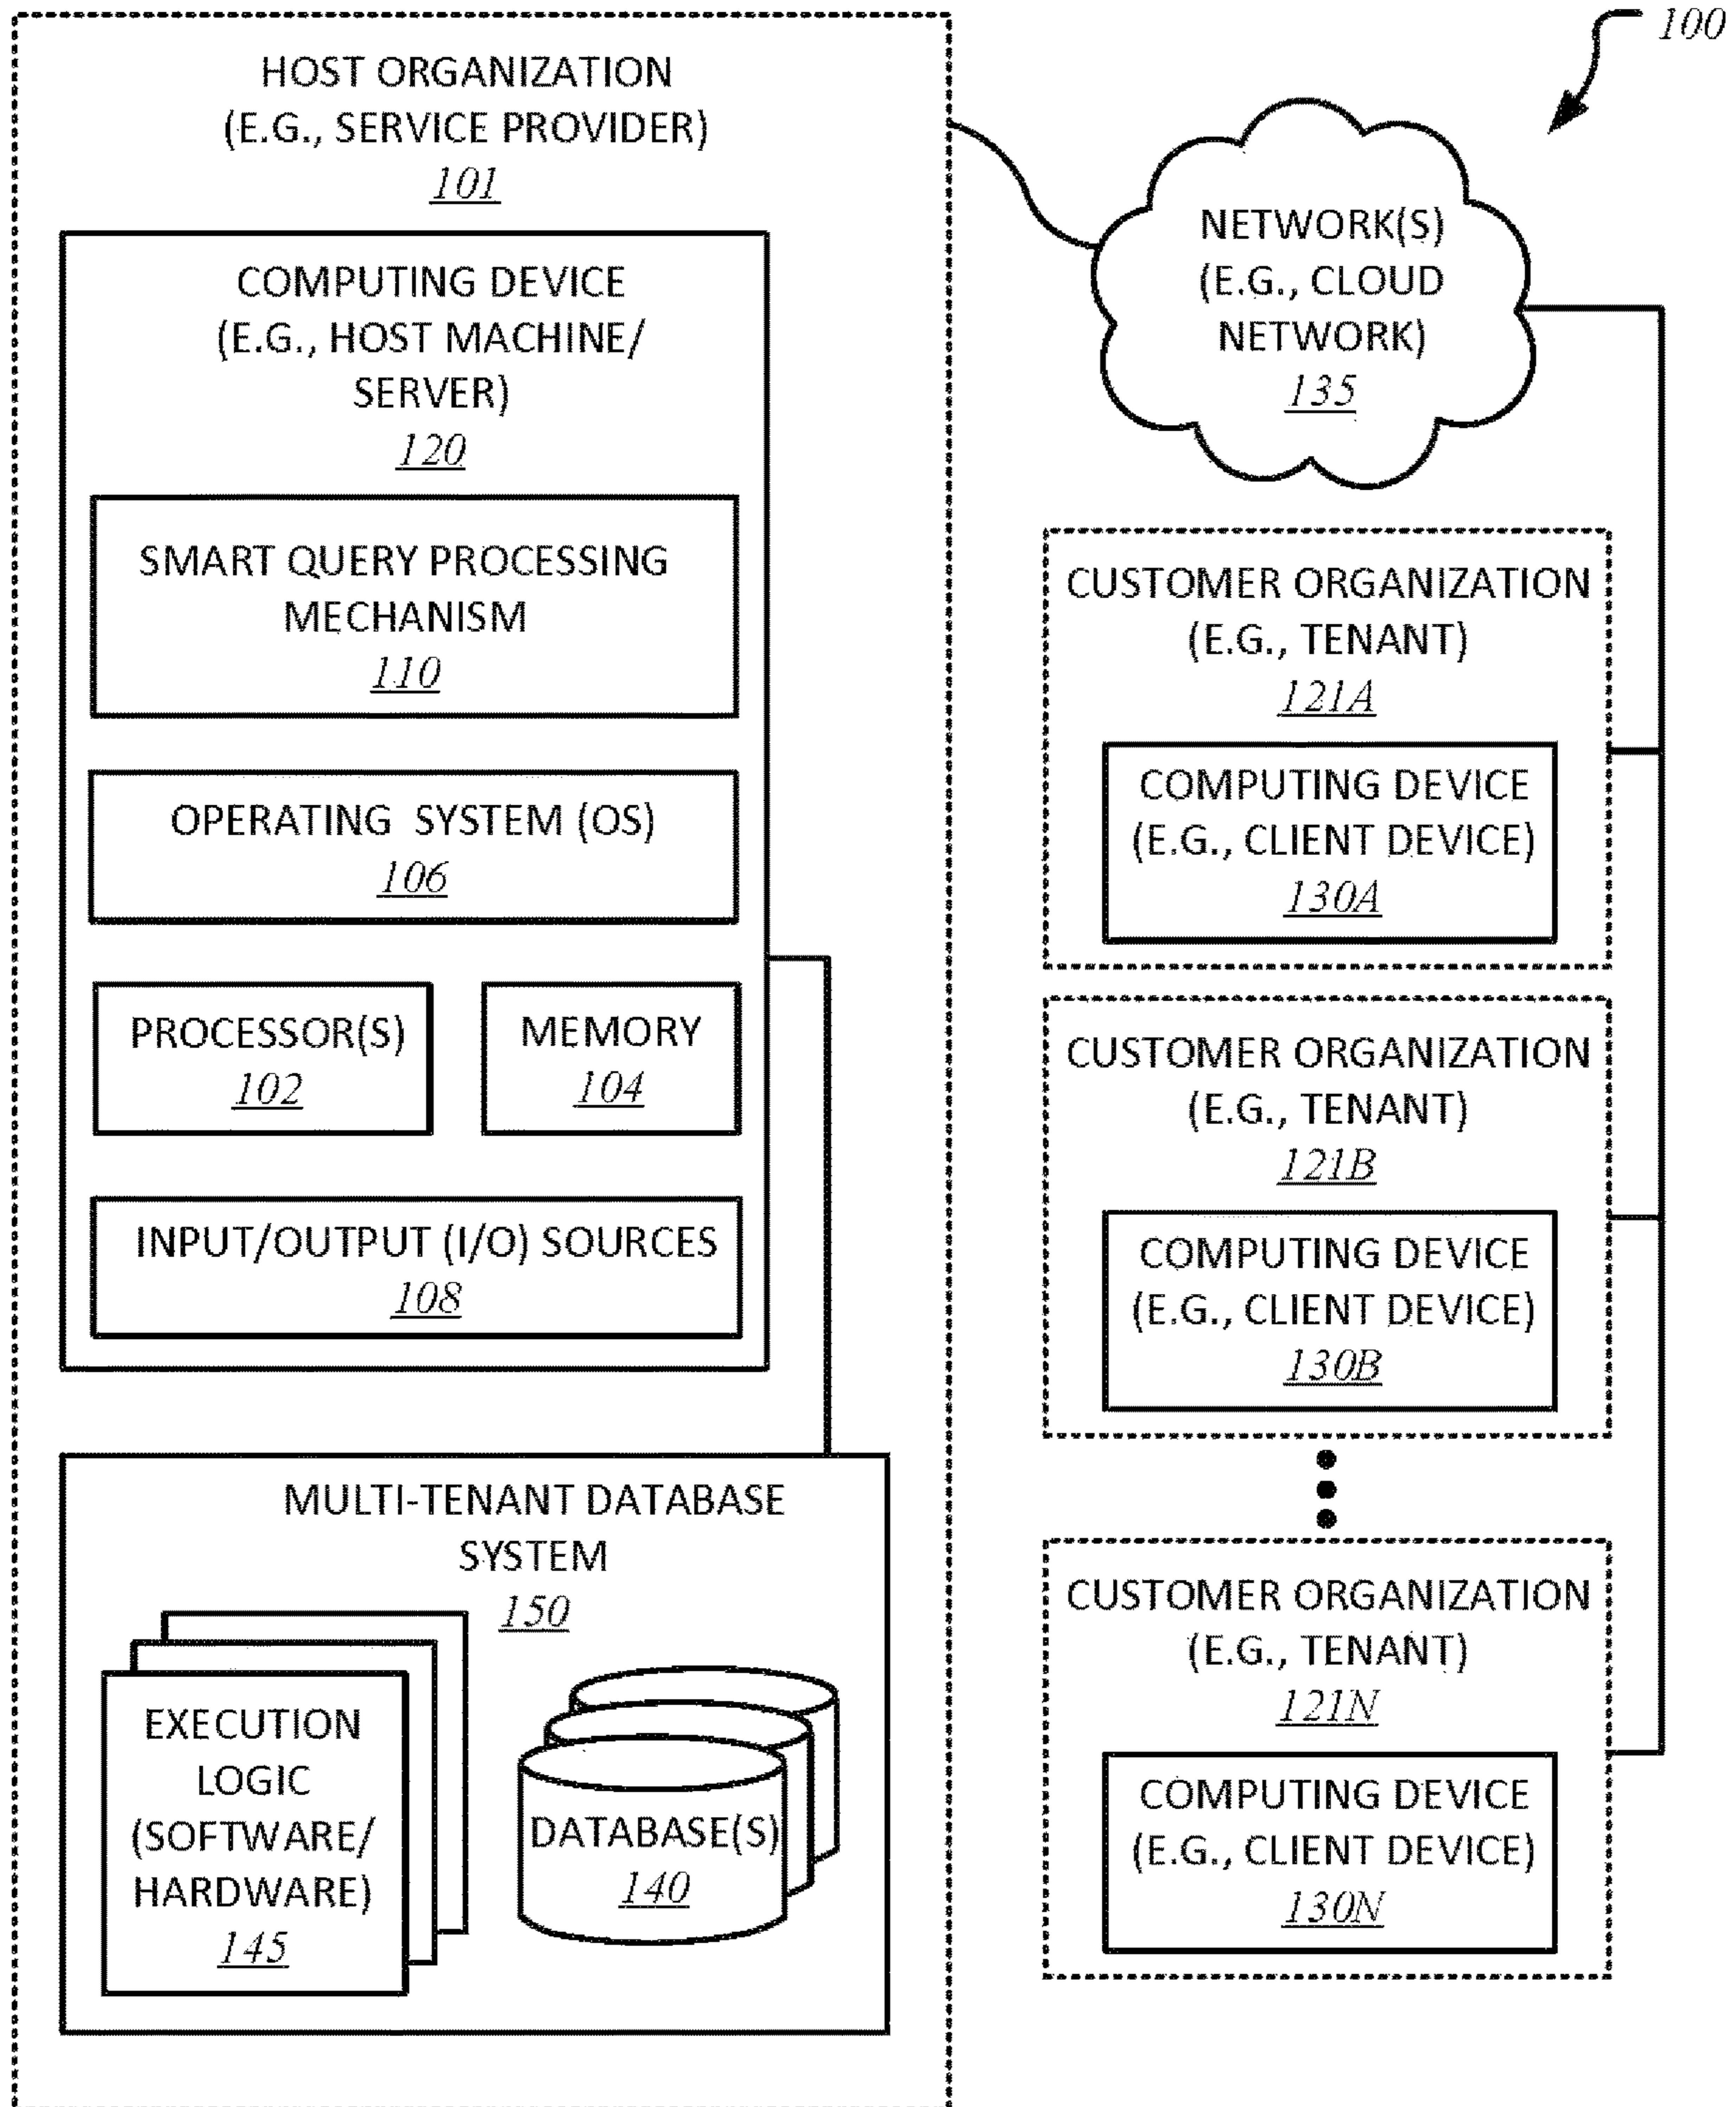 100
HOST ORGANIZATION
(E.G., SERVICE PROVIDER)
101
COMPUTING DEVICE
(E.G., HOST MACHINE/
SERVER)
120
SMART QUERY PROCESSING
MECHANISM
110
OPERATING SYSTEM (OS)
106
PROCESSOR(S)
102
MEMORY
104
INPUT/OUTPUT (I/O) SOURCES
108
MULTI-TENANT DATABASE
SYSTEM
150
EXECUTION
LOGIC
(SOFTWARE/
HARDWARE)
145
DATABASE(S)
140
NETWORK(S)
(E.G., CLOUD
NETWORK)
135
CUSTOMER ORGANIZATION
(E.G., TENANT)
121A
COMPUTING DEVICE
(E.G., CLIENT DEVICE)
130A
CUSTOMER ORGANIZATION
(E.G., TENANT)
121B
COMPUTING DEVICE
(E.G., CLIENT DEVICE)
130B
CUSTOMER ORGANIZATION
(E.G., TENANT)
121N
COMPUTING DEVICE
(E.G., CLIENT DEVICE)
130N